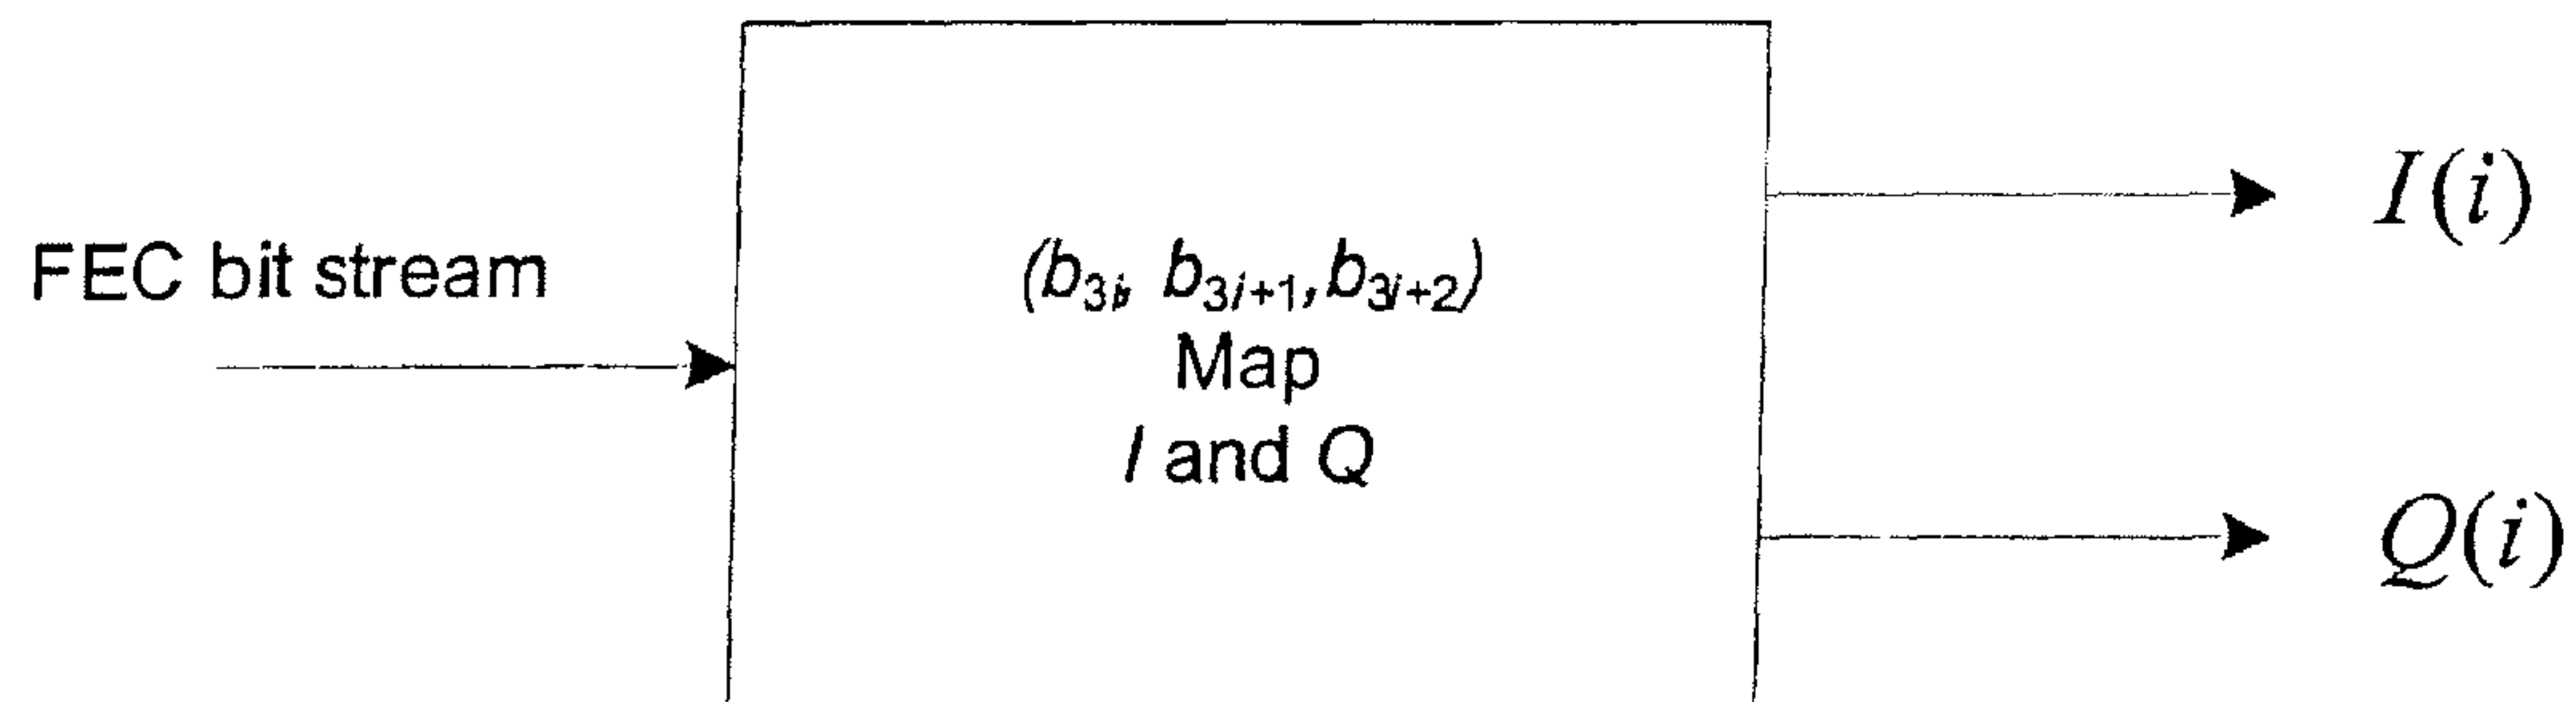 FEC bit stream
(b3i, b3i+1,b3i+2)
Map
I and Q
I(i)
Q(i)